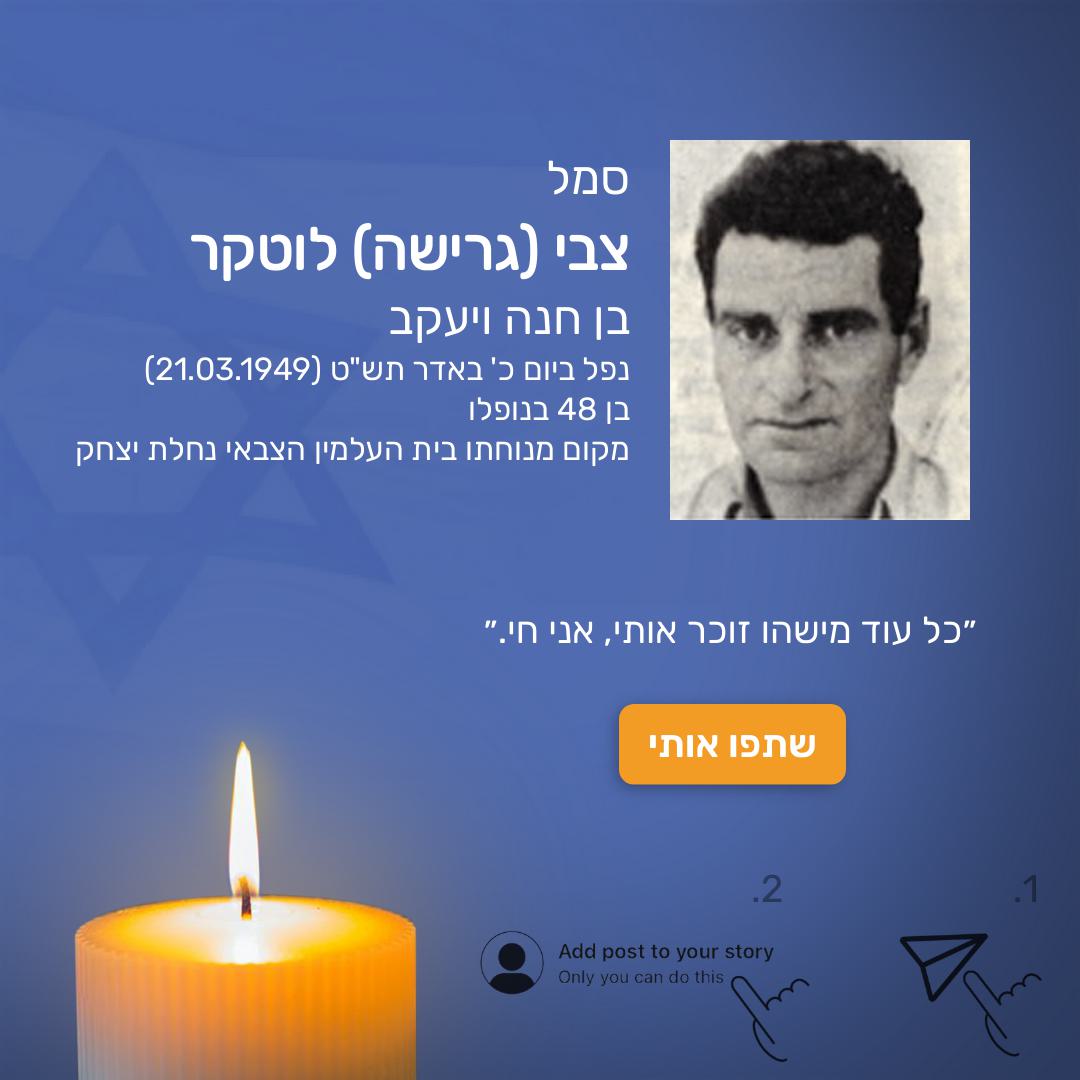 סמל
צבי (גרישה) לוטקר
בן חנה ויעקב
נפל ביום כ' באדר תש"ט (21.03.1949)
בן 48 בנופלו
מקום מנוחתו בית העלמין הצבאי נחלת יצחק
״כל עוד מישהו זוכר אותי, אני חי.״
שתפו אותי
1.
2.
Add post to your story
Only you can do this